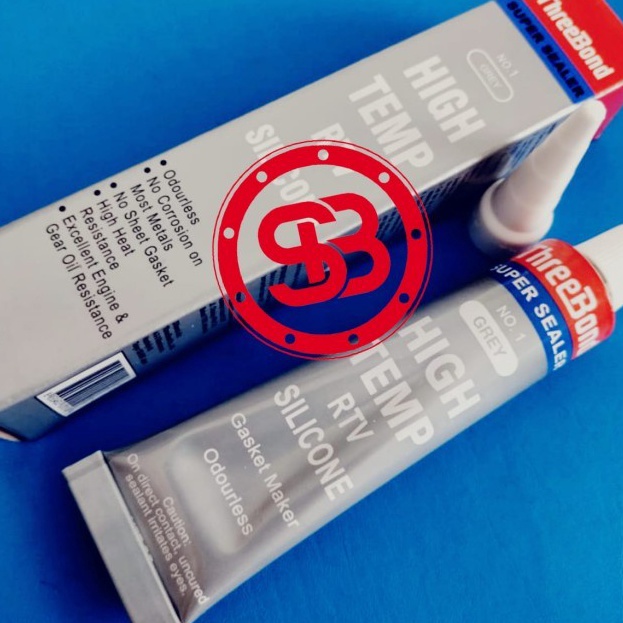 ThreeBond
SUPER SEALER
NO. 1
GREY
HIGH
TEMP
• Odourless
• No Corrosion on
Most Metals
• No Sheet Gasket
• High Heat
Resistance
• Excellent Engine &
Gear Oil Resistance
SB
ThreeBond
SUPER SEALER
NO. 1
GREY
HIGH
TEMP
RTV
SILICONE
Gasket Maker
Odourless
Caution:
On direct contact, uncured
sealant irritates eyes.